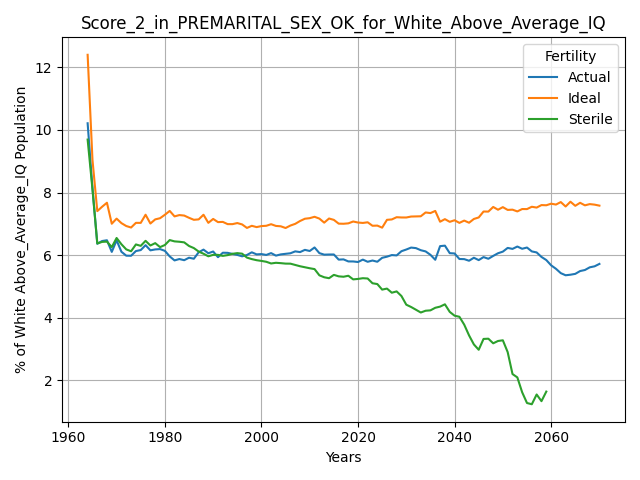 Score_2_in_PREMARITAL_SEX_OK_for_White_Above_Average_IQ
% of White Above_Average_IQ Population
12
10
8
6
4
2
Fertility
Actual
Ideal
Sterile
1960
1980
2000
2020
2040
2060
Years